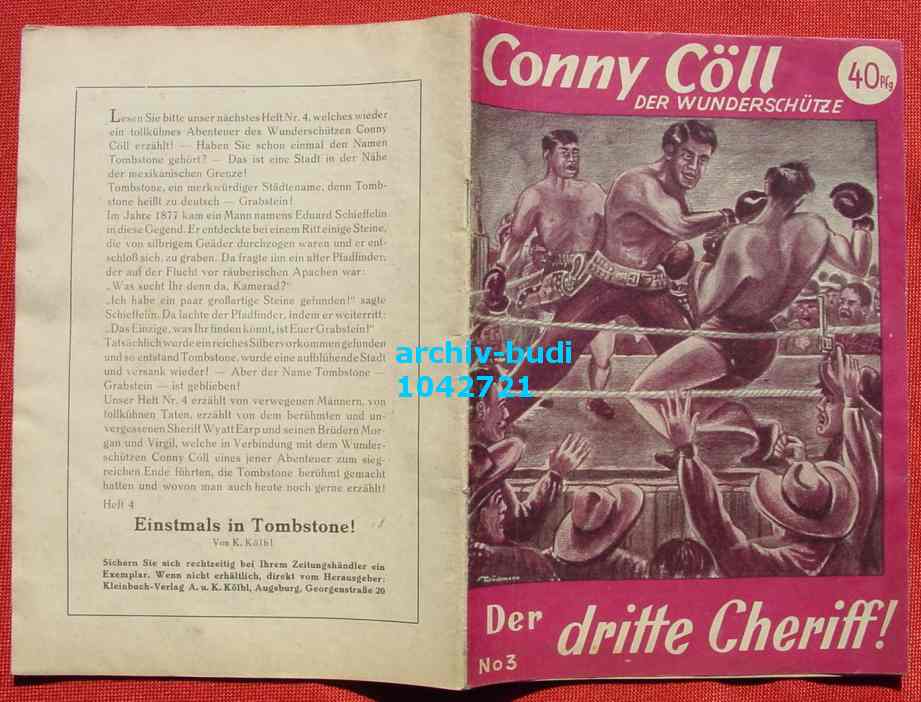 Lesen Sie bitte unser nächstes Heft Nr. 4, welches wieder
ein tollkühnes Abenteuer des Wunderschützen Conny
Cöll erzählt! — Haben Sie schon einmal den Namen
Tombstone gehört? — Das ist eine Stadt in der Nähe
der mexikanischen Grenze!
Tombstone, ein merkwürdiger Städtename, denn Tomb-
stone heißt zu deutsch — Grabstein!
Im Jahre 1877 kam ein Mann namens Eduard Schieffelin
in diese Gegend. Er entdeckte bei einem Ritt einige Steine,
die von silbrigem Geäder durchzogen waren und er ent-
schloß sich, zu graben. Da fragte ihn ein alter Pfadfinder,
der auf der Flucht vor räuberischen Apachen war:
„Was sucht Ihr denn da, Kamerad?"
„Ich habe ein paar großartige Steine gefunden!" sagte
Schieffelin. Da lachte der Pfadfinder, indem er weiterritt:
„Das Einzige, was Ihr finden könnt, ist Euer Grabstein!"
Tatsächlich wurde ein reiches Silbervorkommen gefunden
und so entstand Tombstone, wurde eine aufblühende Stadt
und versank wieder! — Aber der Name Tombstone —
Grabstein — ist geblieben!
Unser Heft Nr. 4 erzählt von verwegenen Männern, von
tollkühnen Taten, erzählt von dem berühmten und un-
vergessenen Sheriff Wyatt Earp und seinen Brüdern Mor-
gan und Virgil, welche in Verbindung mit dem Wunder-
schützen Conny Cöll eines jener Abenteuer zum sieg-
reichen Ende führten, die Tombstone berühmt gemacht
hatten und wovon man auch heute noch gerne erzählt!
Heft 4
Einstmals in Tombstone!
Von K. Kölbl
Sichern Sie sich rechtzeitig bei Ihrem Zeitungshändler ein
Exemplar. Wenn nicht erhältlich, direkt vom Herausgeber:
Kleinbuch-Verlag A. u. K. Kölbl, Augsburg, Georgenstraße 20
Conny Cöll
DER WUNDERSCHÜTZE
40 Pfg
archiv-budi
1042721
Der dritte Cheriff!
No 3